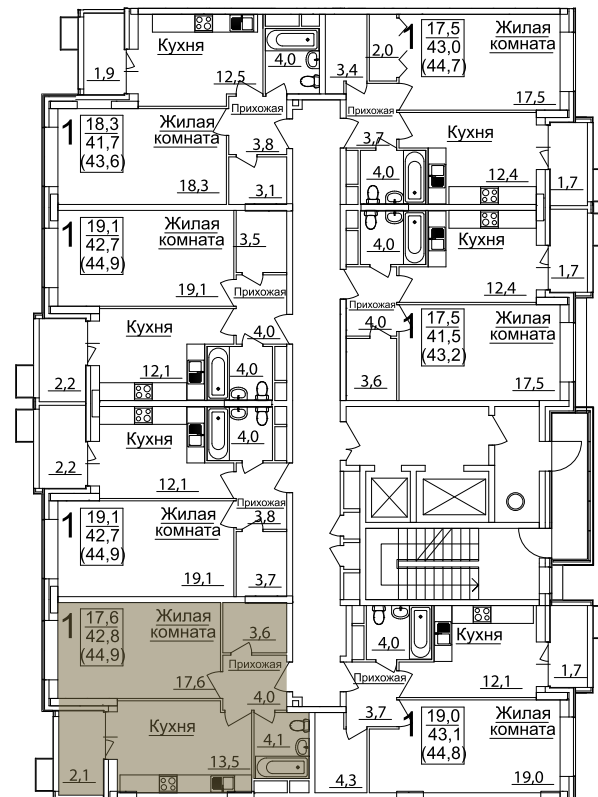 Кухня
1,9
12,5
4,0
3,4
2,0
1
17,5
43,0
(44,7)
Жилая
комната
17,5
1
18,3
41,7
(43,6)
Жилая
комната
18,3
Прихожая
3,8
3,1
Прихожая
3,7
Кухня
4,0
12,4
1,7
1
19,1
42,7
(44,9)
Жилая
комната
19,1
3,5
Прихожая
4,0
4,0
Кухня
12,4
1,7
Прихожая
4,0
3,6
1
17,5
41,5
(43,2)
Жилая
комната
17,5
Кухня
2,2
12,1
4,0
Кухня
2,2
12,1
4,0
1
19,1
42,7
(44,9)
Жилая
комната
19,1
Прихожая
3,8
3,7
1
17,6
42,8
(44,9)
Жилая
комната
17,6
3,6
Прихожая
4,0
4,0
Кухня
12,1
1,7
Прихожая
3,7
Кухня
2,1
13,5
4,1
4,3
1
19,0
43,1
(44,8)
Жилая
комната
19,0